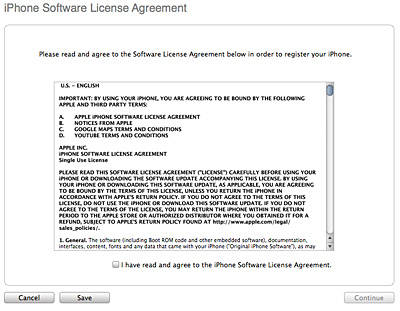 iPhone Software License Agreement
Please read and agree to the Software License Agreement below in order to register your iPhone.
U.S. - ENGLISH
IMPORTANT: BY USING YOUR iPHONE, YOU ARE AGREEING TO BE BOUND BY THE FOLLOWING
APPLE AND THIRD PARTY TERMS:
A. APPLE iPHONE SOFTWARE LICENSE AGREEMENT
B. NOTICES FROM APPLE
C. GOOGLE MAPS TERMS AND CONDITIONS
D. YOUTUBE TERMS AND CONDITIONS
APPLE INC.
iPHONE SOFTWARE LICENSE AGREEMENT
Single Use License
PLEASE READ THIS SOFTWARE LICENSE AGREEMENT ("LICENSE") CAREFULLY BEFORE USING YOUR
iPHONE OR DOWNLOADING THE SOFTWARE UPDATE ACCOMPANYING THIS LICENSE. BY USING
YOUR iPHONE OR DOWNLOADING THIS SOFTWARE UPDATE, AS APPLICABLE, YOU ARE AGREEING
TO BE BOUND BY THE TERMS OF THIS LICENSE, UNLESS YOU RETURN THE iPHONE IN
ACCORDANCE WITH APPLE'S RETURN POLICY. IF YOU DO NOT AGREE TO THE TERMS OF THIS
LICENSE, DO NOT USE THE iPHONE OR DOWNLOAD THIS SOFTWARE UPDATE. IF YOU DO NOT
AGREE TO THE TERMS OF THE LICENSE, YOU MAY RETURN THE iPHONE WITHIN THE RETURN
PERIOD TO THE APPLE STORE OR AUTHORIZED DISTRIBUTOR WHERE YOU OBTAINED IT FOR A
REFUND, SUBJECT TO APPLE'S RETURN POLICY FOUND AT http://www.apple.com/legal/
sales_policies/.
1. General. The software (including Boot ROM code and other embedded software), documentation,
interfaces, content, fonts and any data that came with your iPhone ("Original iPhone Software"), as may
I have read and agree to the iPhone Software License Agreement.
Cancel
Save
Continue